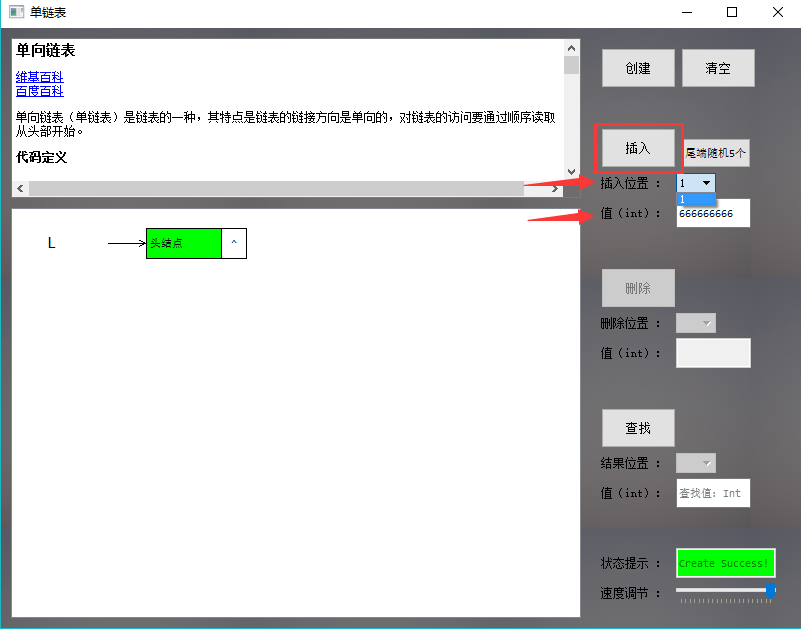 单链表
单向链表
维基百科
百度百科
单向链表（单链表）是链表的一种，其特点是链表的链接方向是单向的，对链表的访问要通过顺序读取
从头部开始。
代码定义
L
头结点
^
创建
清空
插入
尾端随机5个
插入位置：
1
1
值（int）：
666666666
删除
删除位置：
值（int）：
查找
结果位置：
值（int）：
查找值：Int
状态提示：
Create Success!
速度调节：